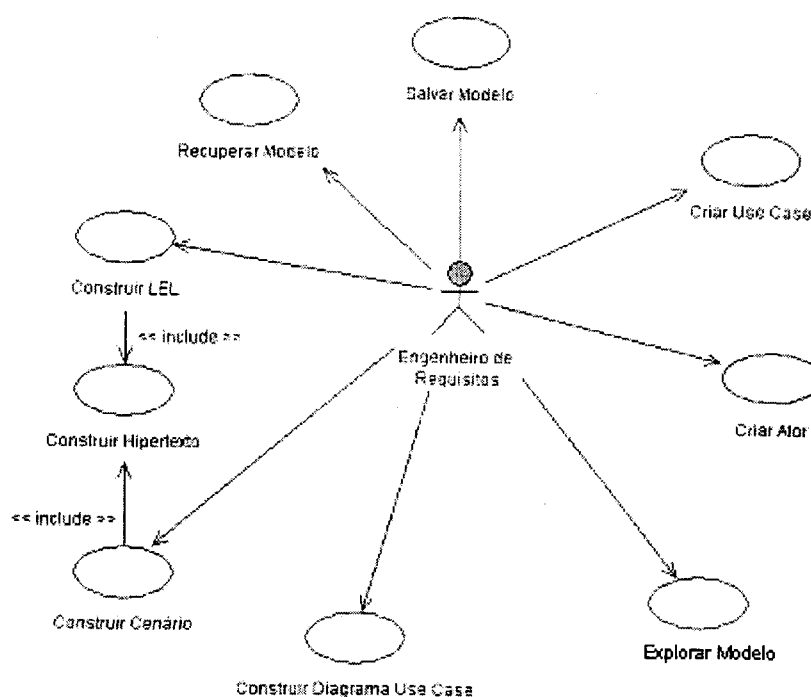 Salvar Modelo
Recuperar Modelo
Criar Use Case
Construir LEL
<< include >>
Engenheiro de
Requisitos
Construir Hipertexto
Criar Ator
<< include >>
Construir Cenário
Explorar Modelo
Construir Diagrama Use Case